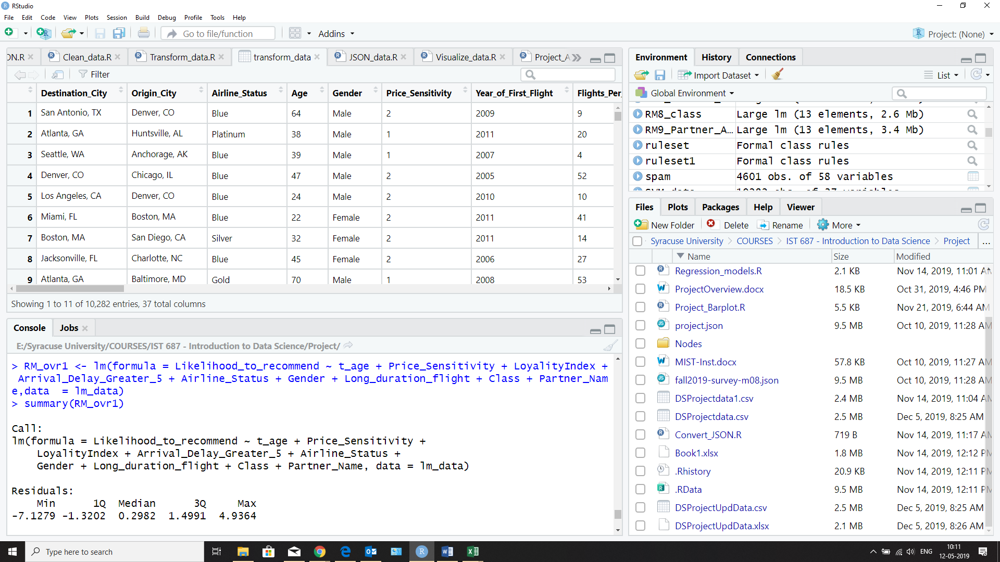 RStudio
File Edit Code View Plots Session Build Debug Profile Tools Help
Go to file/function Addins Project: (None)
ON.R Clean_data.R Transform_data.R transform_data JSON_data.R Visualize_data.R Project_A
Filter
Destination_City Origin_City Airline_Status Age Gender Price_Sensitivity Year_of_First_Flight Flights_Per_
1 San Antonio, TX Denver, CO Blue 64 Male 2 2009 9
2 Atlanta, GA Huntsville, AL Platinum 38 Male 1 2011 20
3 Seattle, WA Anchorage, AK Blue 39 Male 1 2007 4
4 Denver, CO Chicago, IL Blue 47 Male 2 2005 52
5 Los Angeles, CA Denver, CO Blue 24 Male 2 2010 10
6 Miami, FL Boston, MA Blue 22 Female 2 2011 41
7 Boston, MA San Diego, CA Silver 32 Female 2 2011 14
8 Jacksonville, FL Charlotte, NC Blue 45 Female 2 2006 27
9 Atlanta, GA Baltimore, MD Gold 70 Male 1 2008 53
Showing 1 to 11 of 10,282 entries, 37 total columns
Console Jobs
E:/Syracuse University/COURSES/IST 687 - Introduction to Data Science/Project/
> RM_ovr1 <- lm(formula = Likelihood_to_recommend ~ t_age + Price_Sensitivity + LoyalityIndex +
Arrival_Delay_Greater_5 + Airline_Status + Gender + Long_duration_flight + Class + Partner_Nam
e,data  = lm_data)
> summary(RM_ovr1)
Call:
lm(formula = Likelihood_to_recommend ~ t_age + Price_Sensitivity +
LoyalityIndex + Arrival_Delay_Greater_5 + Airline_Status +
Gender + Long_duration_flight + Class + Partner_Name, data = lm_data)
Residuals:
Min 1Q Median 3Q Max
-7.1279 -1.3202 0.2982 1.4991 4.9364
Environment History Connections
Import Dataset List
Global Environment
RM8_class Large lm (13 elements, 2.6 Mb)
RM9_Partner_A... Large lm (13 elements, 3.4 Mb)
ruleset Formal class rules
ruleset1 Formal class rules
spam 4601 obs. of 58 variables
Files Plots Packages Help Viewer
New Folder Delete Rename More
Syracuse University COURSES IST 687 - Introduction to Data Science Project ...
Name Size Modified
Regression_models.R 2.1 KB Nov 14, 2019, 11:01 AM
ProjectOverview.docx 18.5 KB Oct 31, 2019, 4:46 PM
Project_Barplot.R 5.5 KB Nov 21, 2019, 6:44 AM
project.json 9.5 MB Oct 10, 2019, 11:28 AM
Nodes
MIST-Inst.docx 57.8 KB Oct 10, 2019, 11:27 AM
fall2019-survey-m08.json 9.5 MB Oct 10, 2019, 11:28 AM
DSProjectdata1.csv 2.4 MB Nov 14, 2019, 11:04 AM
DSProjectdata.csv 2.5 MB Dec 5, 2019, 8:25 AM
Convert_JSON.R 719 B Nov 14, 2019, 11:17 AM
Book1.xlsx 1.8 MB Nov 14, 2019, 12:12 PM
.Rhistory 20.9 KB Nov 14, 2019, 12:11 PM
.RData 9.5 MB Nov 14, 2019, 12:11 PM
DSProjectUpdData.csv 2.5 MB Dec 5, 2019, 8:25 AM
DSProjectUpdData.xlsx 2.1 MB Dec 5, 2019, 8:26 AM
Type here to search
ENG
10:11
12-05-2019